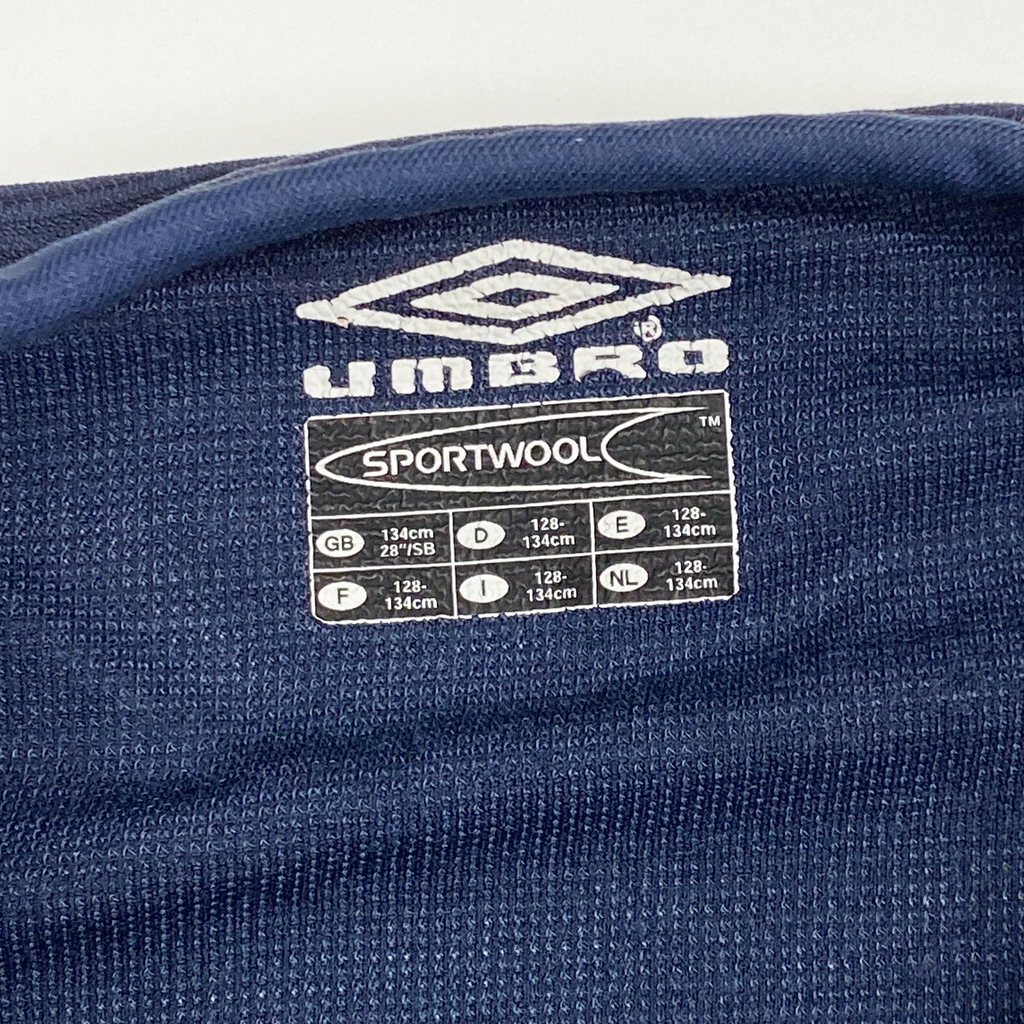 UMBRO®
SPORTWOOL™
GB 134cm 28"/SB
D 128-134cm
E 128-134cm
F 128-134cm
I 128-134cm
NL 128-134cm